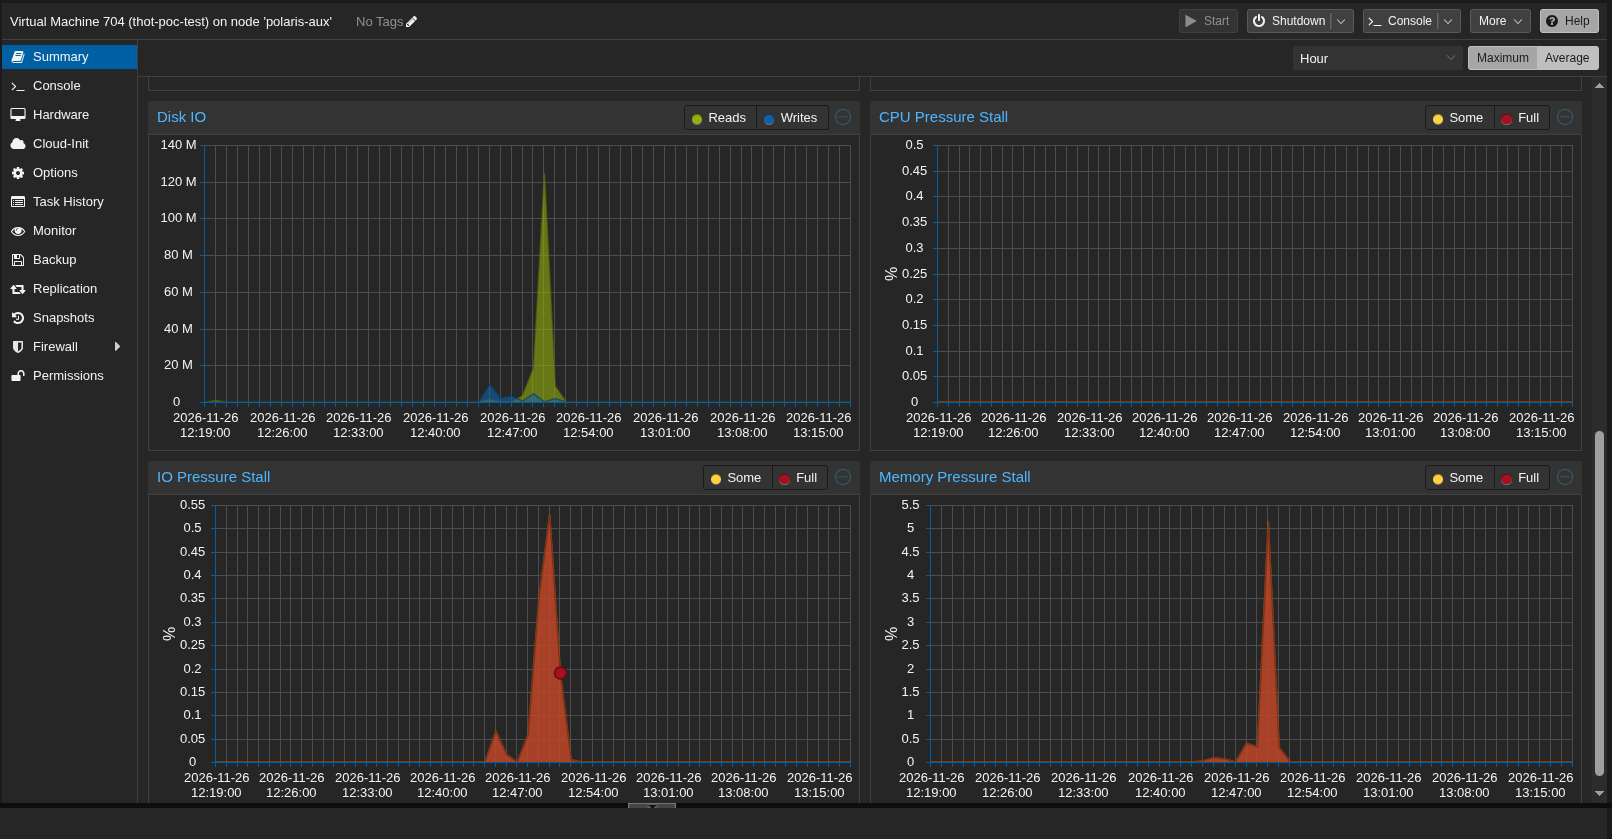 Virtual Machine 704 (thot-poc-test) on node 'polaris-aux' No Tags Start Shutdown Console More Help
Summary
Console
Hardware
Cloud-Init
Options
Task History
Monitor
Backup
Replication
Snapshots
Firewall
Permissions
Hour Maximum Average
Disk IO Reads Writes
140 M
120 M
100 M
80 M
60 M
40 M
20 M
0
2026-11-26 2026-11-26 2026-11-26 2026-11-26 2026-11-26 2026-11-26 2026-11-26 2026-11-26 2026-11-26
12:19:00 12:26:00 12:33:00 12:40:00 12:47:00 12:54:00 13:01:00 13:08:00 13:15:00
CPU Pressure Stall Some Full
0.5
0.45
0.4
0.35
0.3
% 0.25
0.2
0.15
0.1
0.05
0
2026-11-26 2026-11-26 2026-11-26 2026-11-26 2026-11-26 2026-11-26 2026-11-26 2026-11-26 2026-11-26
12:19:00 12:26:00 12:33:00 12:40:00 12:47:00 12:54:00 13:01:00 13:08:00 13:15:00
IO Pressure Stall Some Full
0.55
0.5
0.45
0.4
0.35
0.3
%
0.25
0.2
0.15
0.1
0.05
0
2026-11-26 2026-11-26 2026-11-26 2026-11-26 2026-11-26 2026-11-26 2026-11-26 2026-11-26 2026-11-26
12:19:00 12:26:00 12:33:00 12:40:00 12:47:00 12:54:00 13:01:00 13:08:00 13:15:00
Memory Pressure Stall Some Full
5.5
5
4.5
4
3.5
3
%
2.5
2
1.5
1
0.5
0
2026-11-26 2026-11-26 2026-11-26 2026-11-26 2026-11-26 2026-11-26 2026-11-26 2026-11-26 2026-11-26
12:19:00 12:26:00 12:33:00 12:40:00 12:47:00 12:54:00 13:01:00 13:08:00 13:15:00